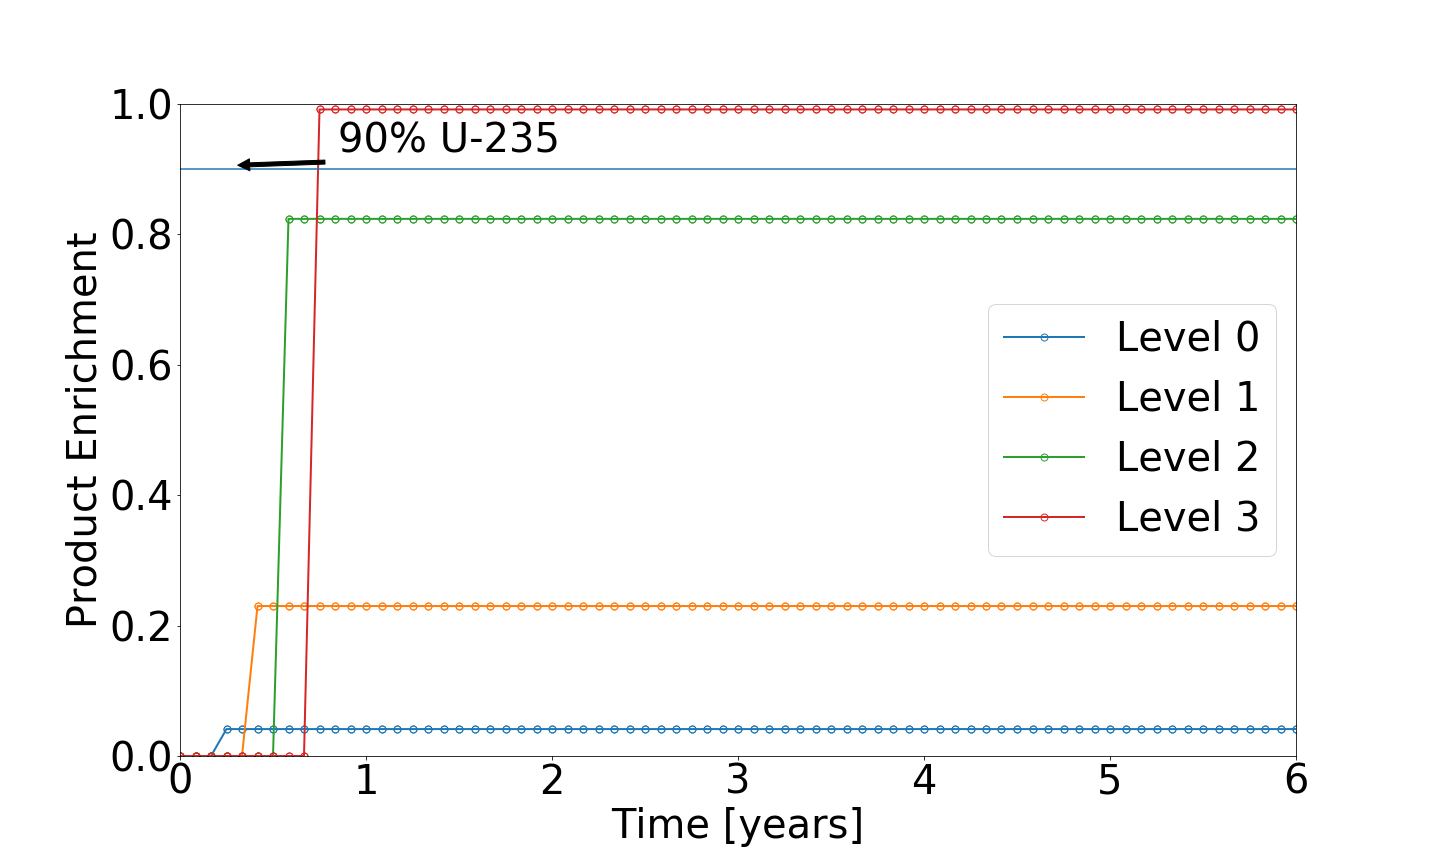 1.0
90% U-235
0.8
0.6
0.4
0.2
0.0
Product Enrichment
Level 0
Level 1
Level 2
Level 3
0 1 2 3 4 5 6
Time [years]